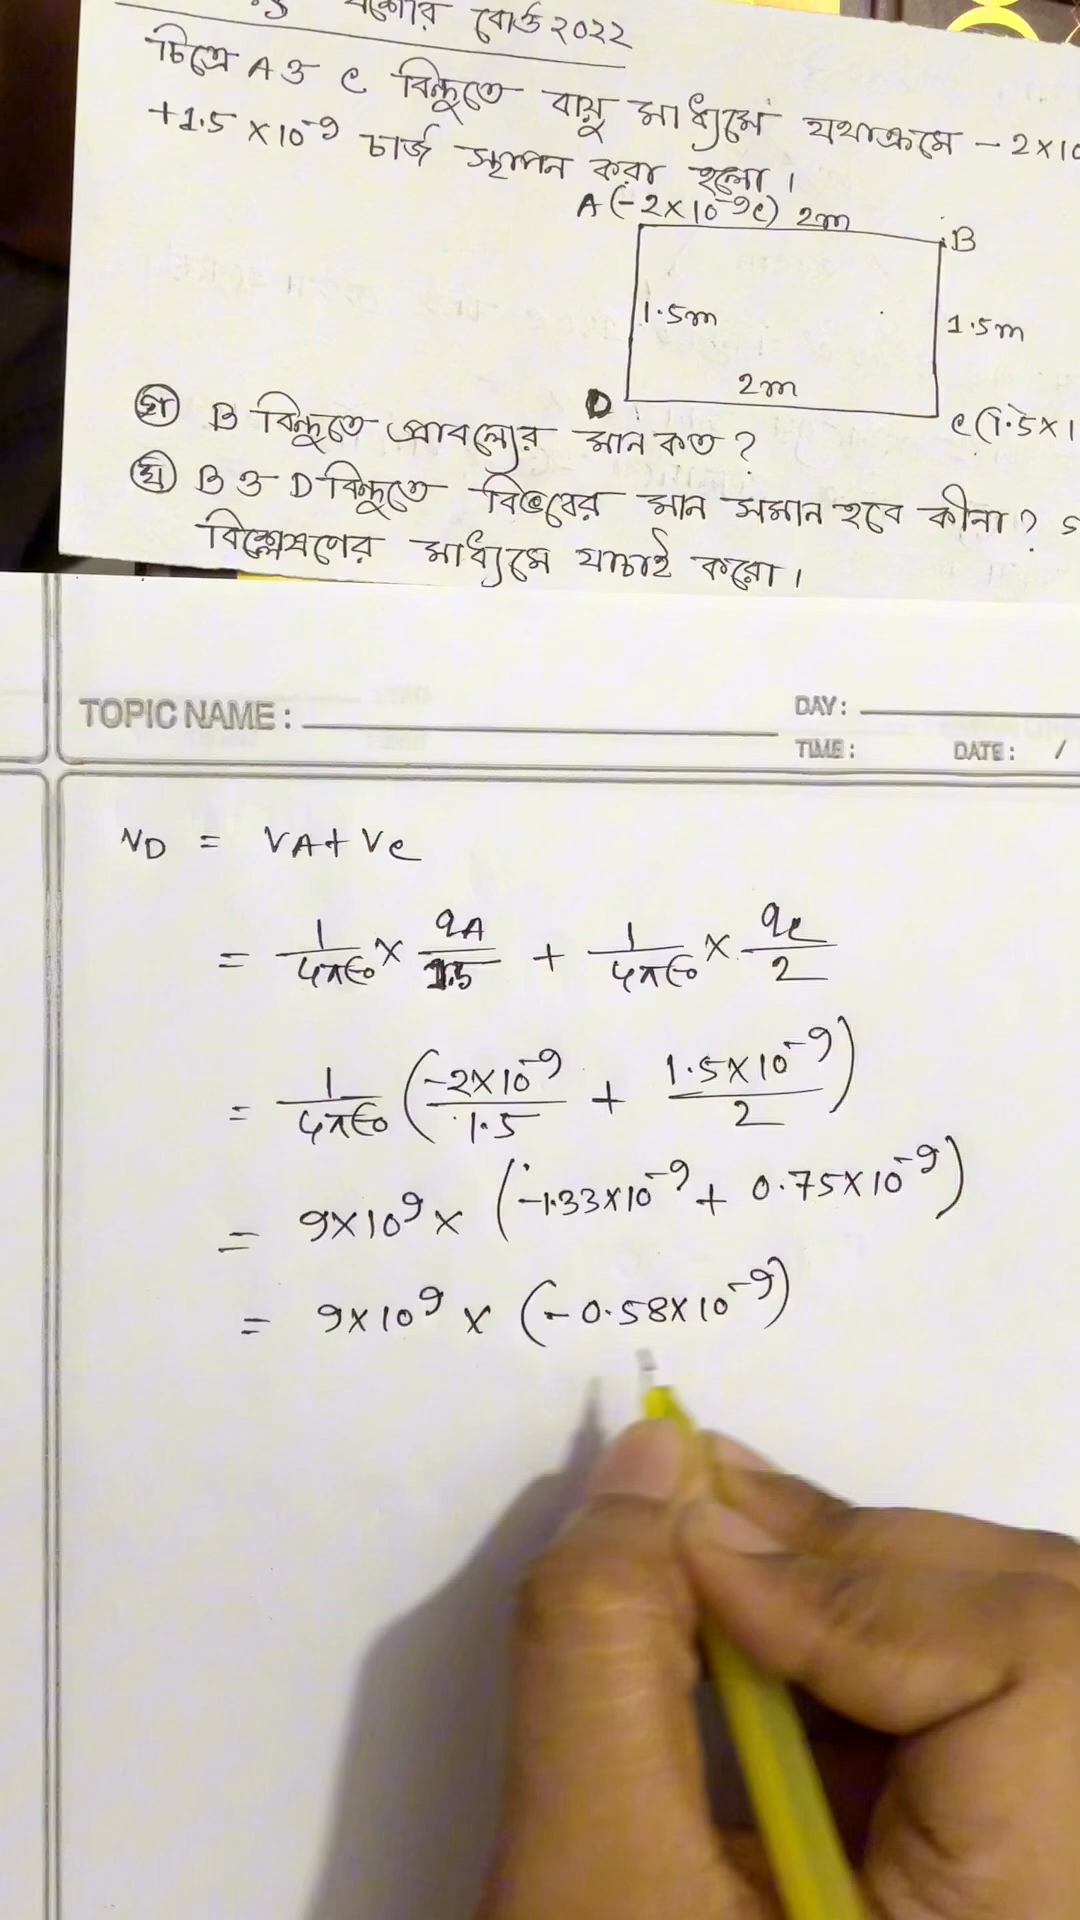 যশোর বোর্ড ২০২২
চিত্রে A ও C বিন্দুতে বায়ু মাধ্যমে যথাক্রমে -2×10
+1.5 ×10⁻⁹ চার্জ স্থাপন করা হলো।
A (-2×10⁻⁹C) 2m
B
1.5m
1.5m
2m
D
C (1.5×1
গ B বিন্দুতে প্রাবল্যের মান কত?
ঘ B ও D বিন্দুতে বিভবের মান সমান হবে কীনা?
বিশ্লেষণের মাধ্যমে যাচাই করো।
TOPIC NAME :
DAY :
TIME :
DATE : /
VD = VA + VC
= 1/4πϵ₀ × qA/1.5 + 1/4πϵ₀ × qC/2
= 1/4πϵ₀ (-2×10⁻⁹/1.5 + 1.5×10⁻⁹/2)
= 9×10⁹ × (-1.33×10⁻⁹ + 0.75×10⁻⁹)
= 9×10⁹ × (-0.58×10⁻⁹)